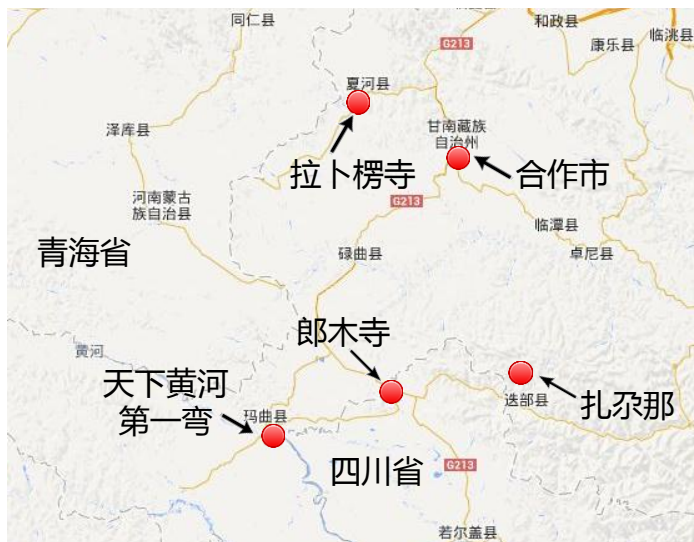 同仁县
和政县
临洮县
康乐县
G213
夏河县
泽库县
甘南藏族
自治州
拉卜楞寺
合作市
河南蒙古
族自治县
G213
临潭县
青海省
碌曲县
卓尼县
郎木寺
黄河
天下黄河
第一弯
玛曲县
迭部县
扎尕那
四川省
G213
若尔盖县